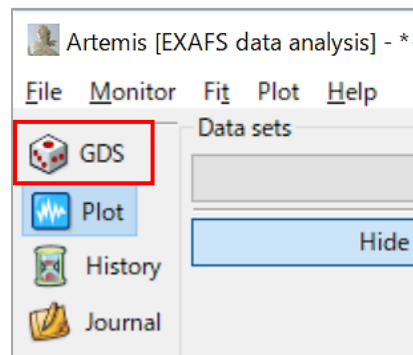 Artemis [EXAFS data analysis] - *
File Monitor Fit Plot Help
Data sets
GDS
Plot
Hide
History
Journal